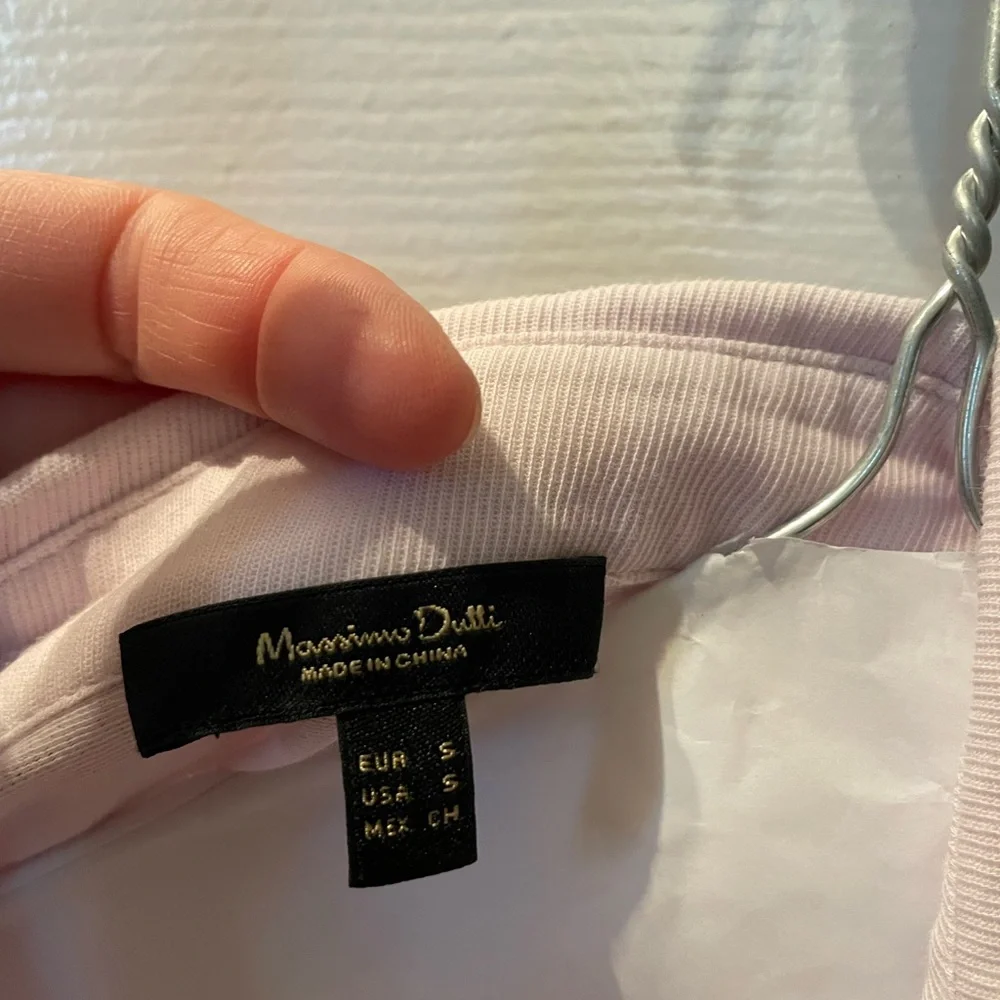 Massimo Dutti
MADE IN CHINA
EUR S
USA S
MEX CH